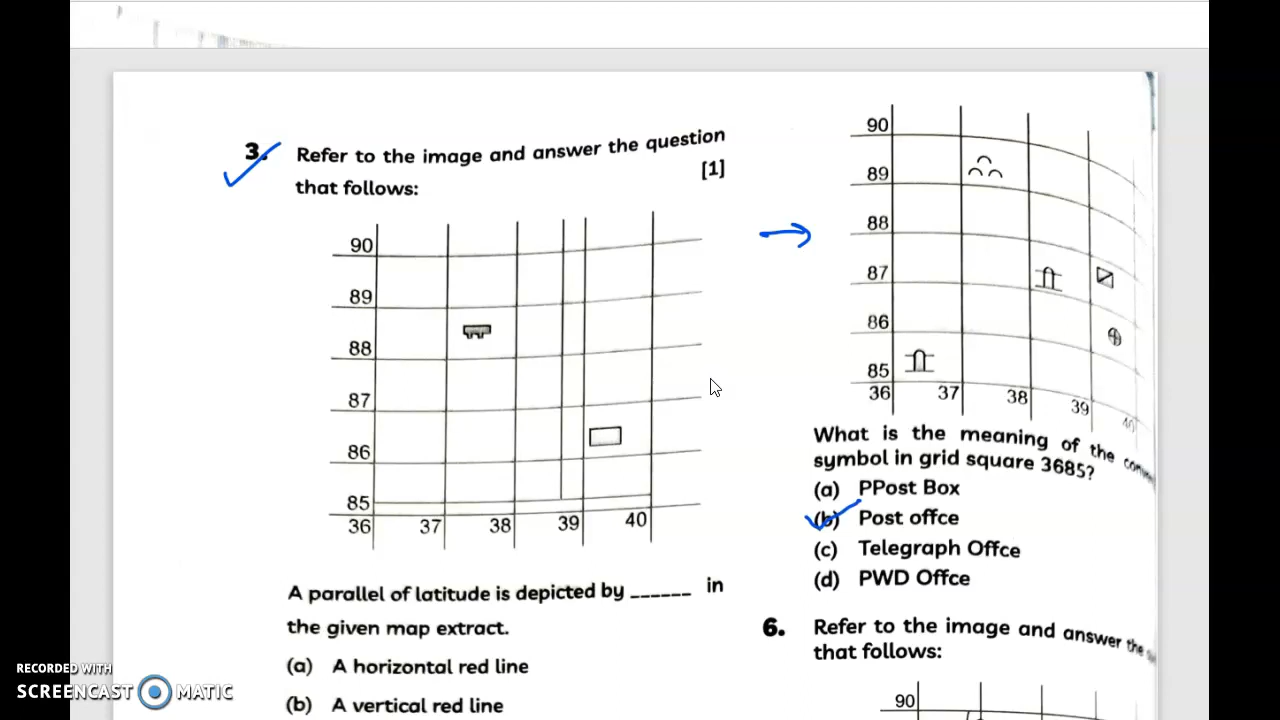 3.
Refer to the image and answer the question
that follows:
[1]
90
89
88
87
86
85
36 37 38 39 40
A parallel of latitude is depicted by ______ in
the given map extract.
(a) A horizontal red line
(b) A vertical red line
90
89
88
87
86
85
36 37 38 39 40
What is the meaning of the
symbol in grid square 3685?
(a) PPost Box
(b) Post offce
(c) Telegraph Offce
(d) PWD Offce
6. Refer to the image and answer the
that follows:
90
RECORDED WITH
SCREENCAST MATIC